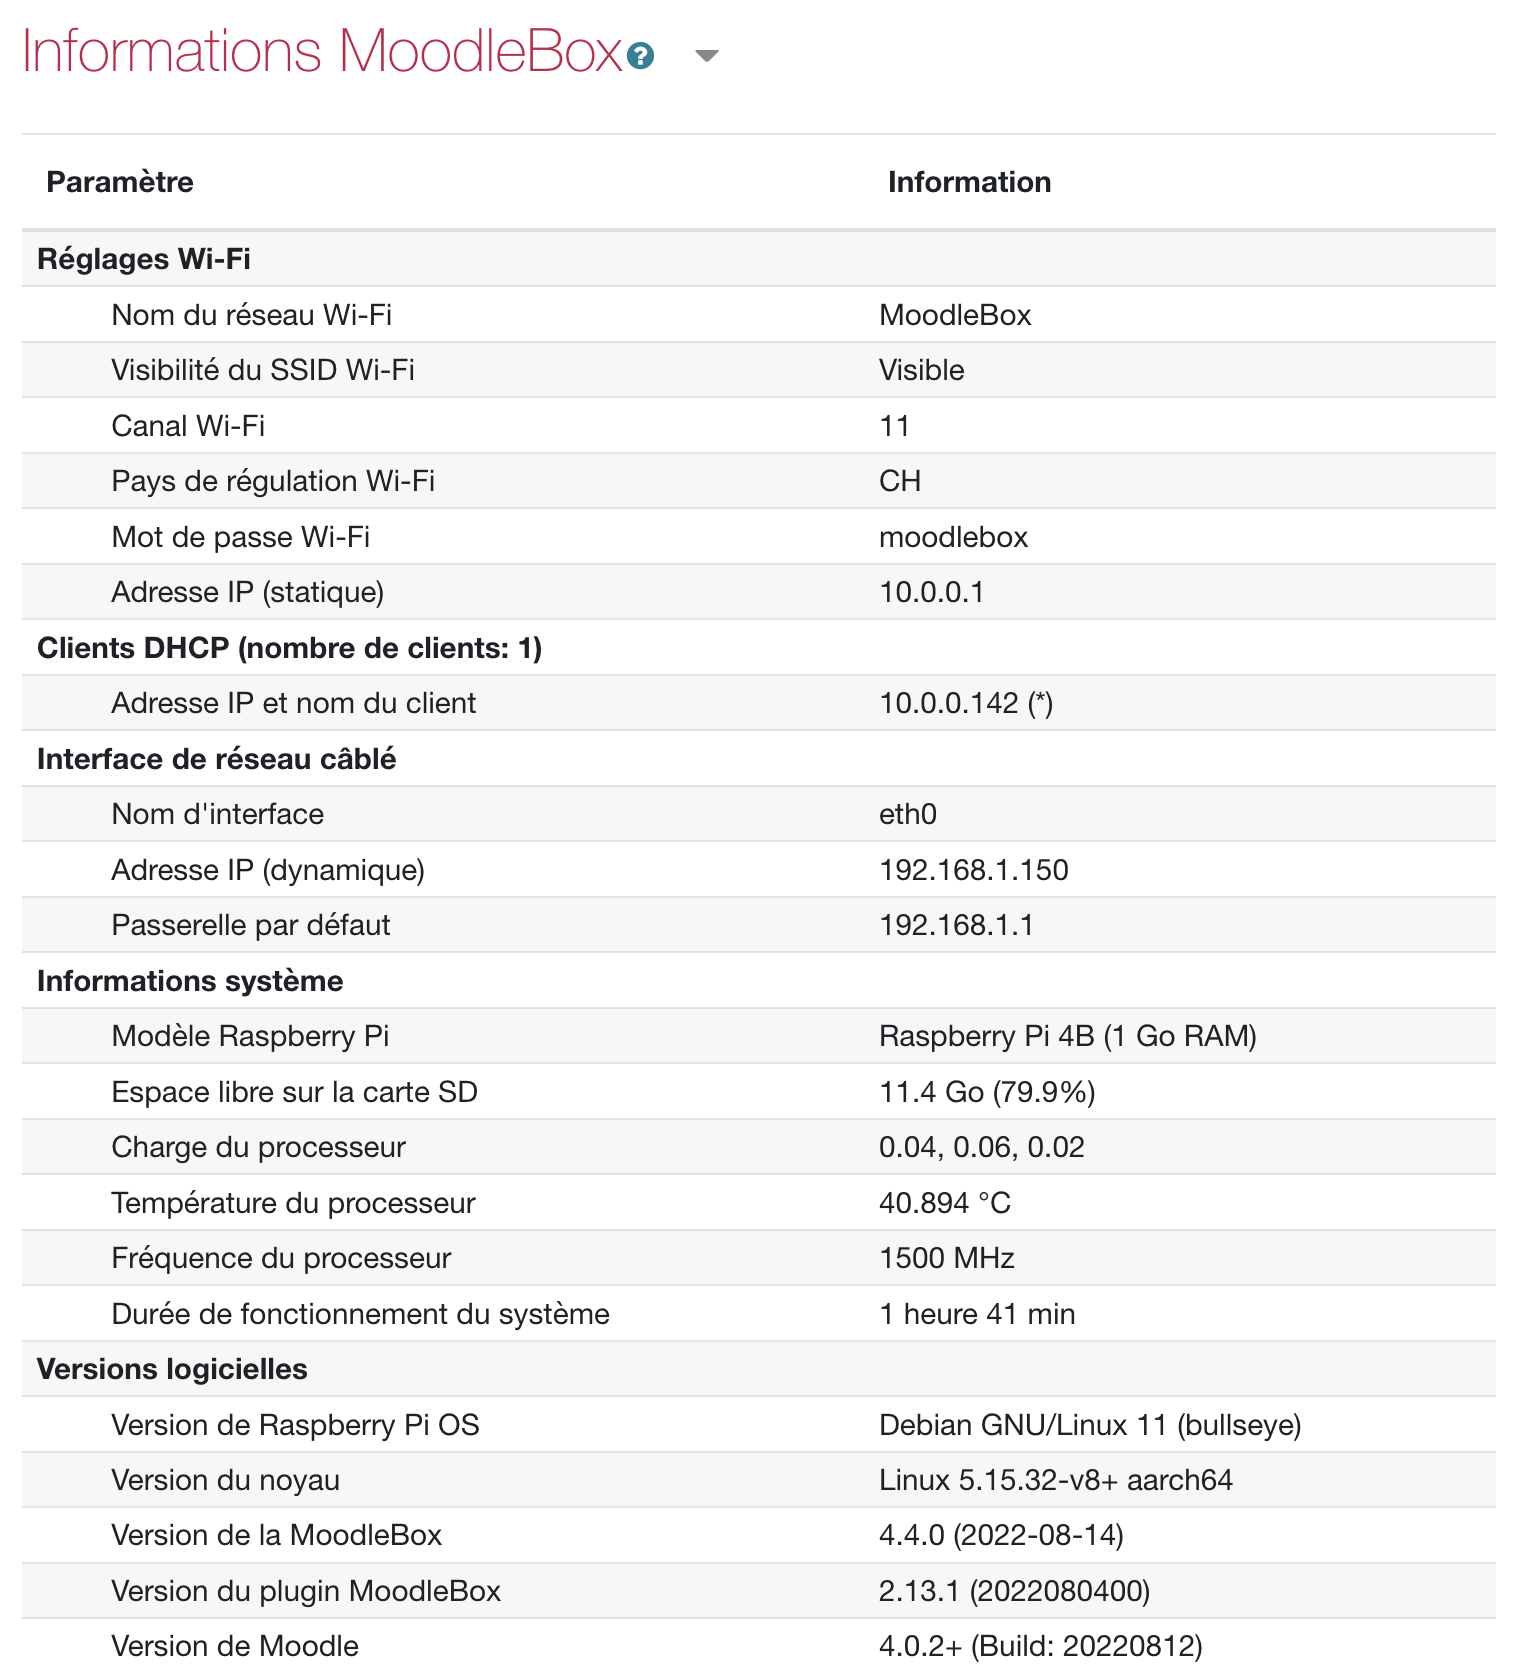 Informations MoodleBox?
Paramètre Information
Réglages Wi-Fi
Nom du réseau Wi-Fi MoodleBox
Visibilité du SSID Wi-Fi Visible
Canal Wi-Fi 11
Pays de régulation Wi-Fi CH
Mot de passe Wi-Fi moodlebox
Adresse IP (statique) 10.0.0.1
Clients DHCP (nombre de clients: 1)
Adresse IP et nom du client 10.0.0.142 (*)
Interface de réseau câblé
Nom d'interface eth0
Adresse IP (dynamique) 192.168.1.150
Passerelle par défaut 192.168.1.1
Informations système
Modèle Raspberry Pi Raspberry Pi 4B (1 Go RAM)
Espace libre sur la carte SD 11.4 Go (79.9%)
Charge du processeur 0.04, 0.06, 0.02
Température du processeur 40.894 °C
Fréquence du processeur 1500 MHz
Durée de fonctionnement du système 1 heure 41 min
Versions logicielles
Version de Raspberry Pi OS Debian GNU/Linux 11 (bullseye)
Version du noyau Linux 5.15.32-v8+ aarch64
Version de la MoodleBox 4.4.0 (2022-08-14)
Version du plugin MoodleBox 2.13.1 (2022080400)
Version de Moodle 4.0.2+ (Build: 20220812)